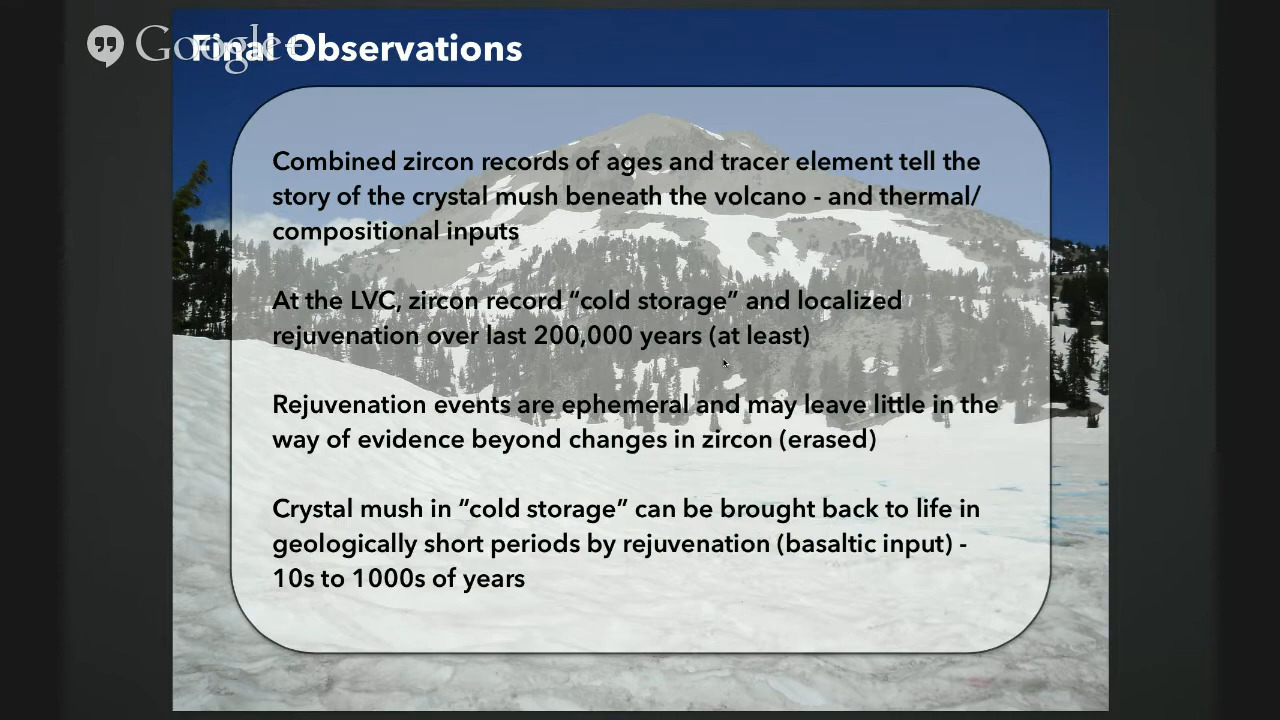 Google+
Final Observations
Combined zircon records of ages and tracer element tell the
story of the crystal mush beneath the volcano - and thermal/
compositional inputs
At the LVC, zircon record “cold storage” and localized
rejuvenation over last 200,000 years (at least)
Rejuvenation events are ephemeral and may leave little in the
way of evidence beyond changes in zircon (erased)
Crystal mush in “cold storage” can be brought back to life in
geologically short periods by rejuvenation (basaltic input) -
10s to 1000s of years